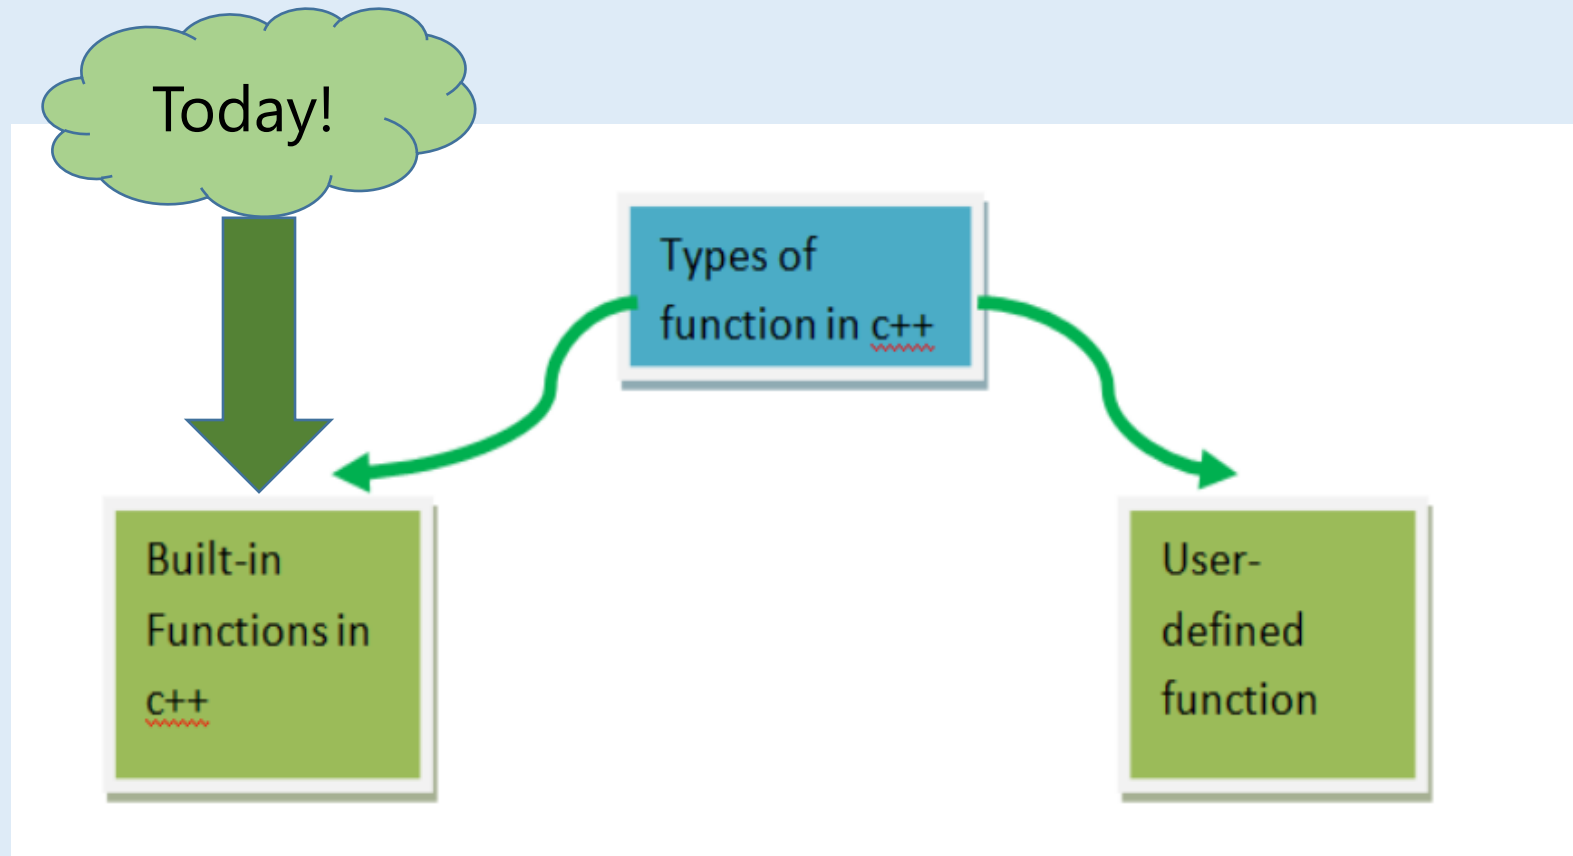 Today!
Types of
function in c++
Built-in
Functions in
c++
User-
defined
function